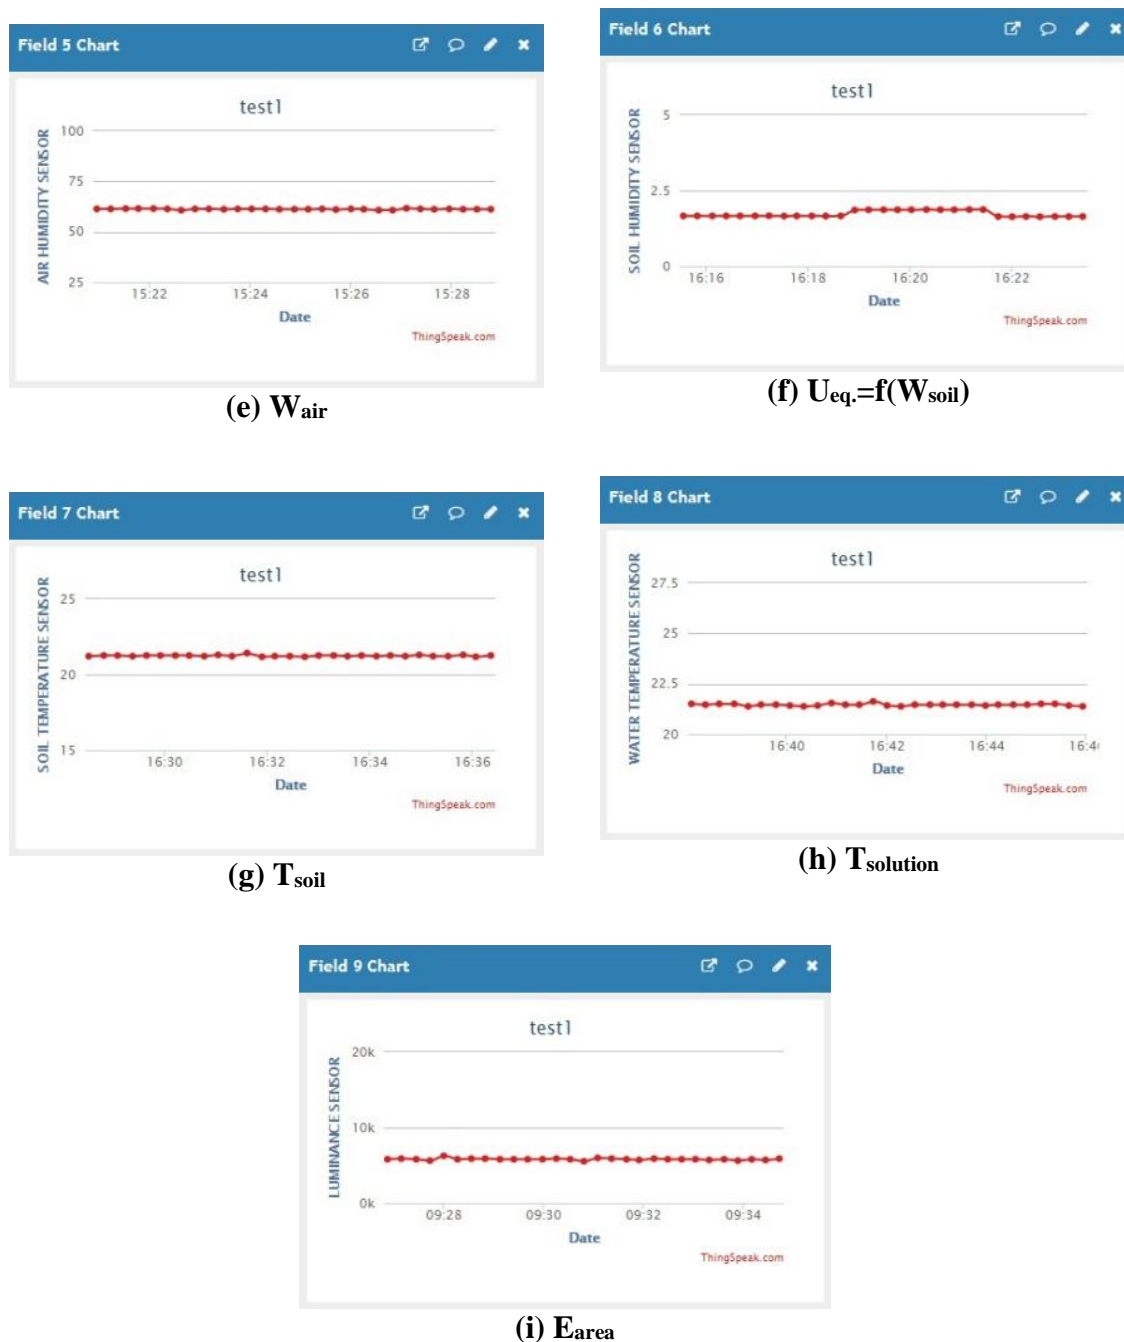 Field 5 Chart
test1
AIR HUMIDITY SENSOR
100
75
50
25
15:22 15:24 15:26 15:28
Date
ThingSpeak.com
(e) Wair
Field 6 Chart
test1
SOIL HUMIDITY SENSOR
5
2.5
0
16:16 16:18 16:20 16:22
Date
ThingSpeak.com
(f) Ueq.=f(Wsoil)
Field 7 Chart
test1
SOIL TEMPERATURE SENSOR
25
20
15
16:30 16:32 16:34 16:36
Date
ThingSpeak.com
(g) Tsoil
Field 8 Chart
test1
WATER TEMPERATURE SENSOR
27.5
25
22.5
20
16:40 16:42 16:44
Date
ThingSpeak.com
(h) Tsolution
Field 9 Chart
test1
LUMINANCE SENSOR
20k
10k
0k
09:28 09:30 09:32 09:34
Date
ThingSpeak.com
(i) Earea